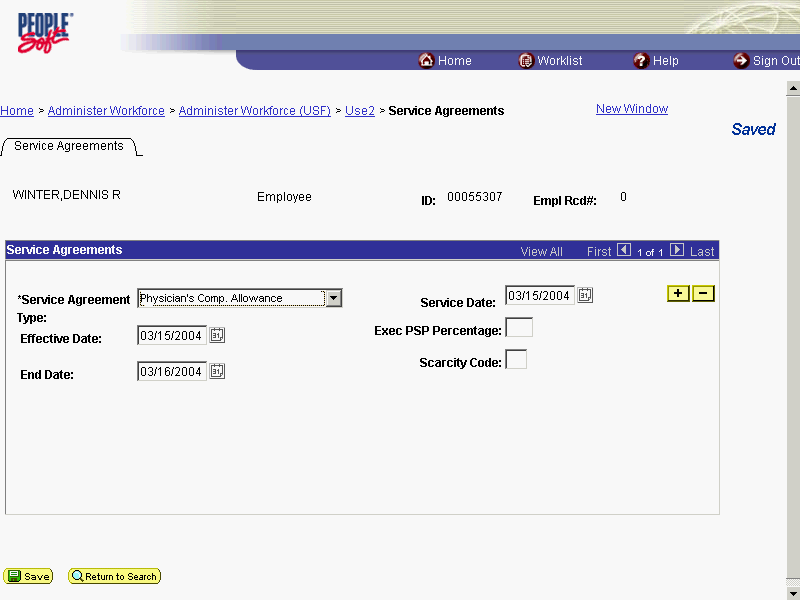 PEOPLE
Soft
Home Worklist Help Sign Out
Home > Administer Workforce > Administer Workforce (USF) > Use2 > Service Agreements New Window
Saved
Service Agreements
WINTER,DENNIS R Employee ID: 00055307 Empl Rcd#: 0
Service Agreements View All First 1 of 1 Last
*Service Agreement Physician's Comp. Allowance Service Date: 03/15/2004 31 + −
Type:
Effective Date: 03/15/2004 31 Exec PSP Percentage:
End Date: 03/16/2004 31 Scarcity Code:
Save Return to Search